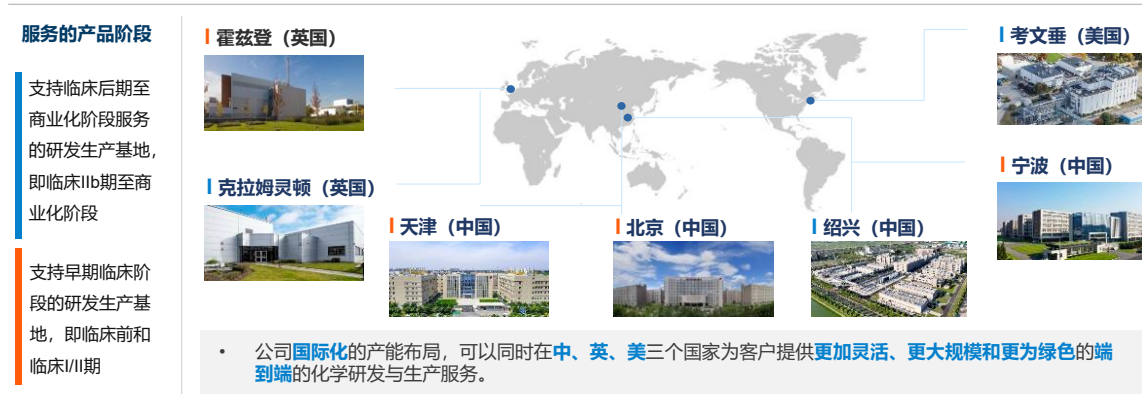 服务的产品阶段
支持临床后期至
商业化阶段服务
的研发生产基地，
即临床IIb期至商
业化阶段
支持早期临床阶
段的研发生产基
地，即临床前和
临床I/II期
霍兹登（英国）
考文垂（美国）
克拉姆灵顿（英国）
宁波（中国）
天津（中国）
北京（中国）
绍兴（中国）
• 公司国际化的产能布局，可以同时在中、英、美三个国家为客户提供更加灵活、更大规模和更为绿色的端
到端的化学研发与生产服务。